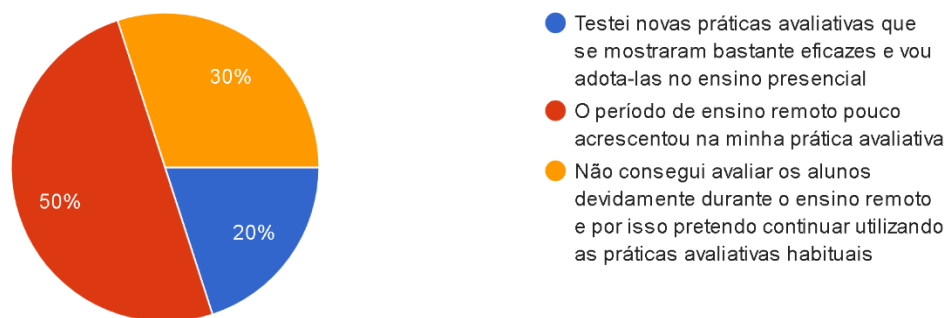 30%
50%
20%
Testei novas práticas avaliativas que
se mostraram bastante eficazes e vou
adota-las no ensino presencial
O período de ensino remoto pouco
acrescentou na minha prática avaliativa
Não consegui avaliar os alunos
devidamente durante o ensino remoto
e por isso pretendo continuar utilizando
as práticas avaliativas habituais